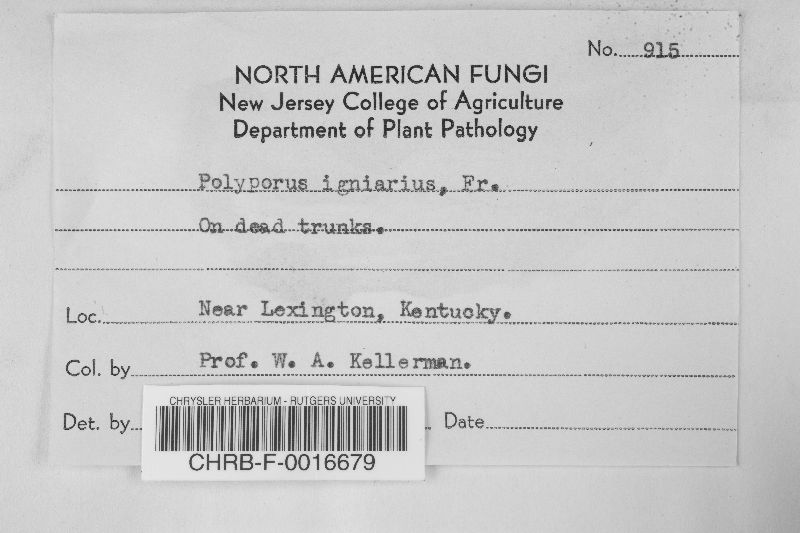 No. 915
NORTH AMERICAN FUNGI
New Jersey College of Agriculture
Department of Plant Pathology
Polyporus igniarius, Fr.
On dead trunks.
Loc. Near Lexington, Kentucky.
Col. by Prof. W. A. Kellerman.
Det. by
Date
CHRYSLER HERBARIUM - RUTGERS UNIVERSITY
CHRB-F-0016679